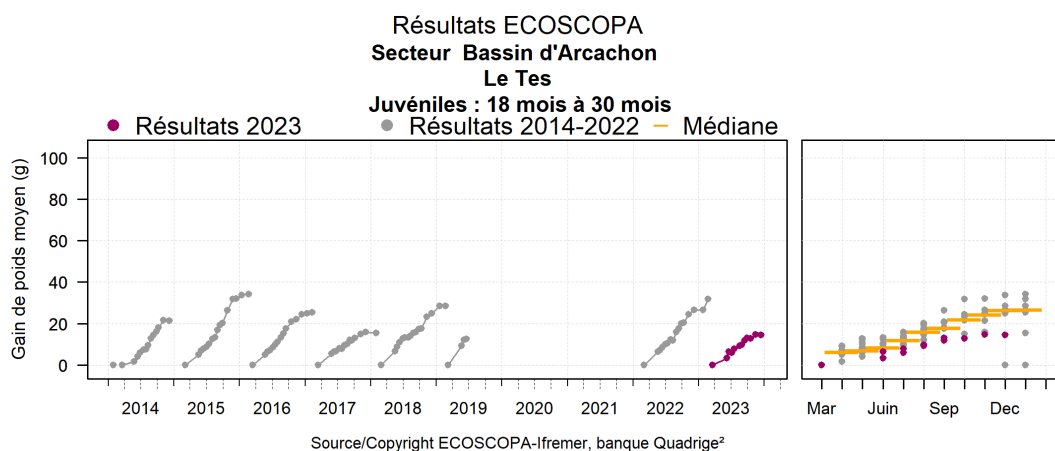 Résultats ECOSCOPA
Secteur Bassin d'Arcachon
Le Tes
Juvéniles : 18 mois à 30 mois
Résultats 2023 Résultats 2014-2022 Médiane
Gain de poids moyen (g)
100
80
60
40
20
0
2014 2015 2016 2017 2018 2019 2020 2021 2022 2023
Mar Juin Sep Dec
Source/Copyright ECOSCOPA-Ifremer, banque Quadrige²